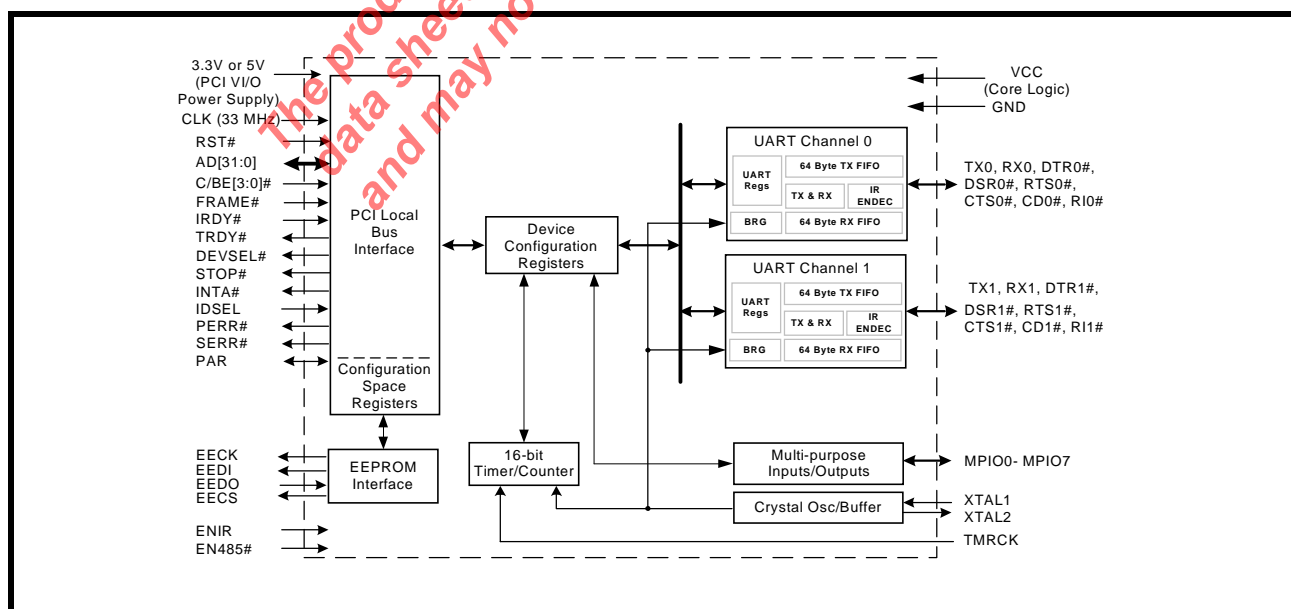 The prod
data sheet
and may no
3.3V or 5V
(PCI VI/O
Power Supply)
CLK (33 MHz)
RST#
AD[31:0]
C/BE[3:0]#
FRAME#
IRDY#
TRDY#
DEVSEL#
STOP#
INTA#
IDSEL
PERR#
SERR#
PAR
EECK
EEDI
EEDO
EECS
ENIR
EN485#
PCI Local
Bus
Interface
Configuration
Space
Registers
EEPROM
Interface
Device
Configuration
Registers
16-bit
Timer/Counter
UART Channel 0
UART
Regs
64 Byte TX FIFO
TX & RX
IR
ENDEC
BRG
64 Byte RX FIFO
UART Channel 1
UART
Regs
64 Byte TX FIFO
TX & RX
IR
ENDEC
BRG
64 Byte RX FIFO
Multi-purpose
Inputs/Outputs
Crystal Osc/Buffer
VCC
(Core Logic)
GND
TX0, RX0, DTR0#,
DSR0#, RTS0#,
CTS0#, CD0#, RI0#
TX1, RX1, DTR1#,
DSR1#, RTS1#,
CTS1#, CD1#, RI1#
MPIO0- MPIO7
XTAL1
XTAL2
TMRCK